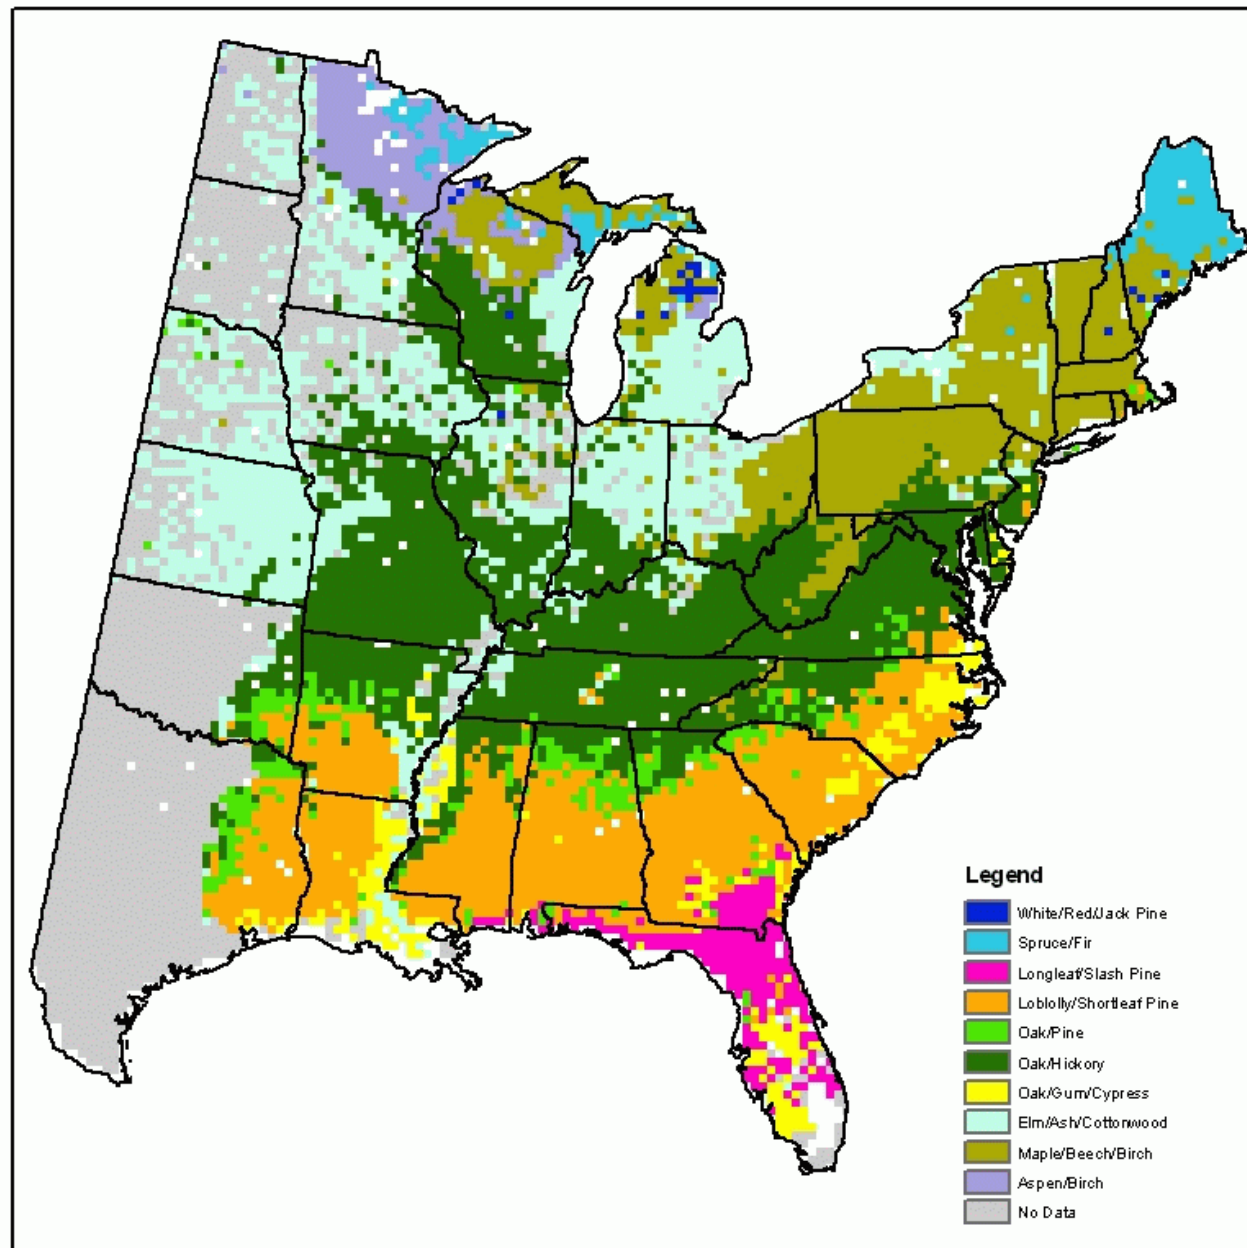 Legend
White/Red/Jack Pine
Spruce/Fir
Longleaf/Slash Pine
Loblolly/Shortleaf Pine
Oak/Pine
Oak/Hickory
Oak/Gum/Cypress
Elm/Ash/Cottonwood
Maple/Beech/Birch
Aspen/Birch
No Data